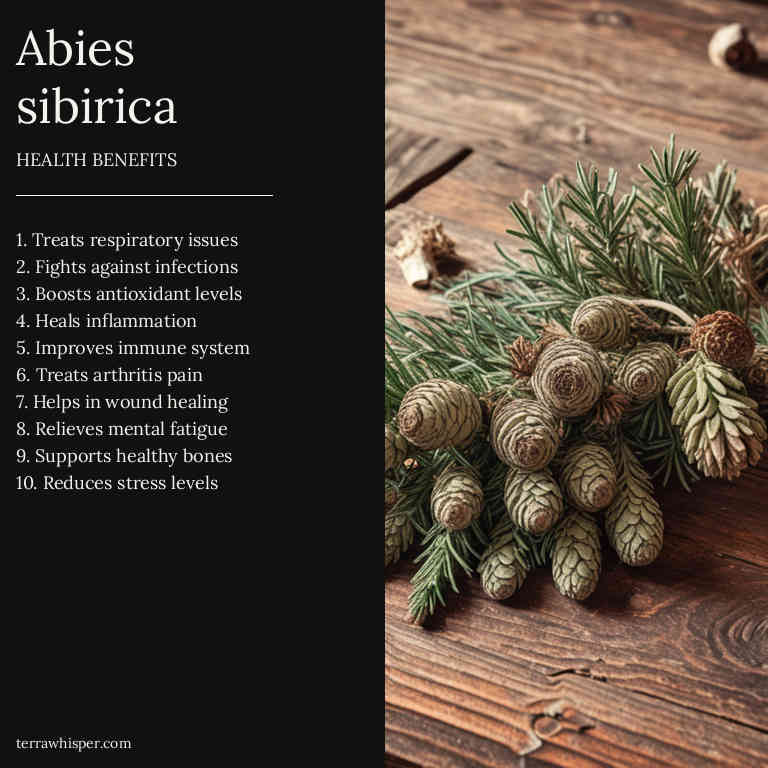 Abies
sibirica
HEALTH BENEFITS
1. Treats respiratory issues
2. Fights against infections
3. Boosts antioxidant levels
4. Heals inflammation
5. Improves immune system
6. Treats arthritis pain
7. Helps in wound healing
8. Relieves mental fatigue
9. Supports healthy bones
10. Reduces stress levels
terrawhisper.com